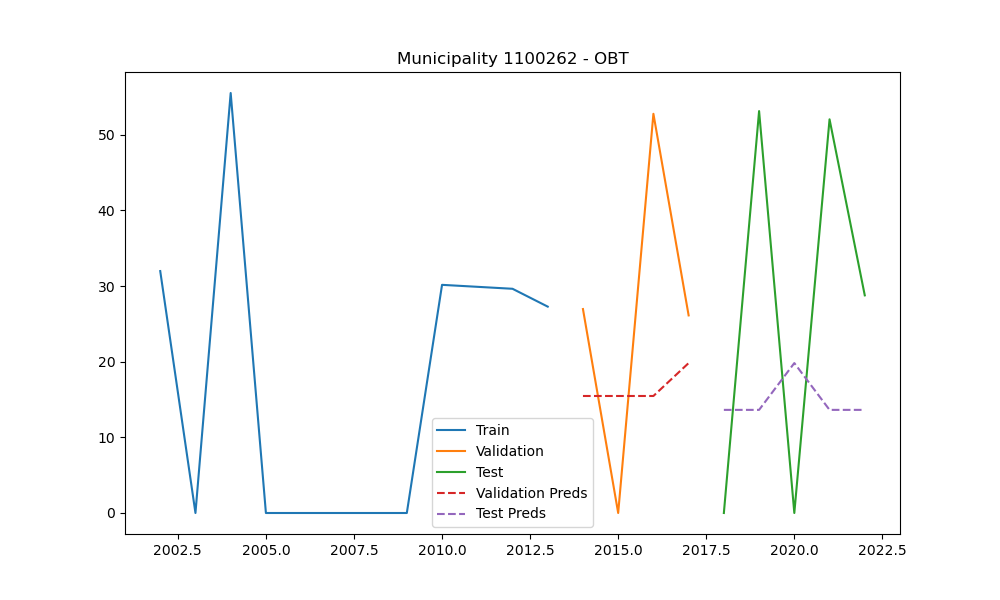 Municipality 1100262 - OBT
50
40
30
20
10
0
Train
Validation
Test
Validation Preds
Test Preds
2002.5 2005.0 2007.5 2010.0 2012.5 2015.0 2017.5 2020.0 2022.5